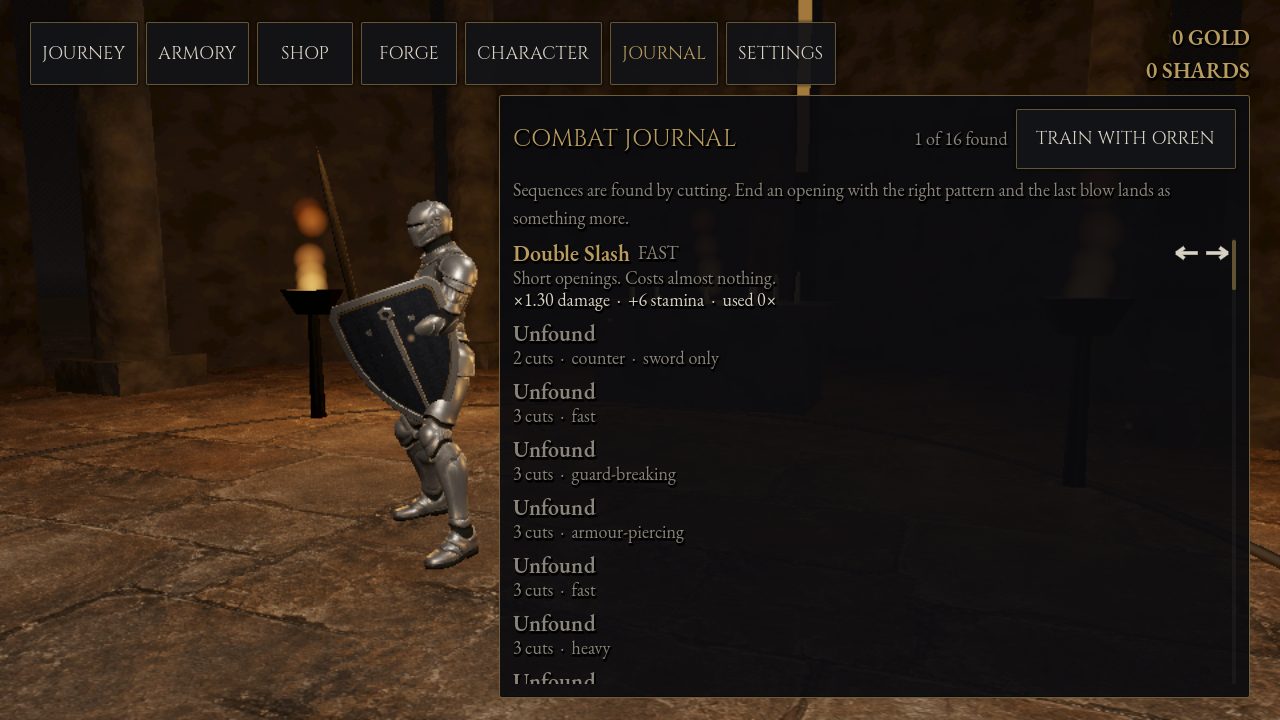 JOURNEY ARMORY SHOP FORGE CHARACTER JOURNAL SETTINGS
0 GOLD
0 SHARDS
COMBAT JOURNAL 1 of 16 found TRAIN WITH ORREN
Sequences are found by cutting. End an opening with the right pattern and the last blow lands as
something more.
Double Slash FAST ← →
Short openings. Costs almost nothing.
×1.30 damage · +6 stamina · used 0×
Unfound
2 cuts · counter · sword only
Unfound
3 cuts · fast
Unfound
3 cuts · guard-breaking
Unfound
3 cuts · armour-piercing
Unfound
3 cuts · fast
Unfound
3 cuts · heavy
Unfound